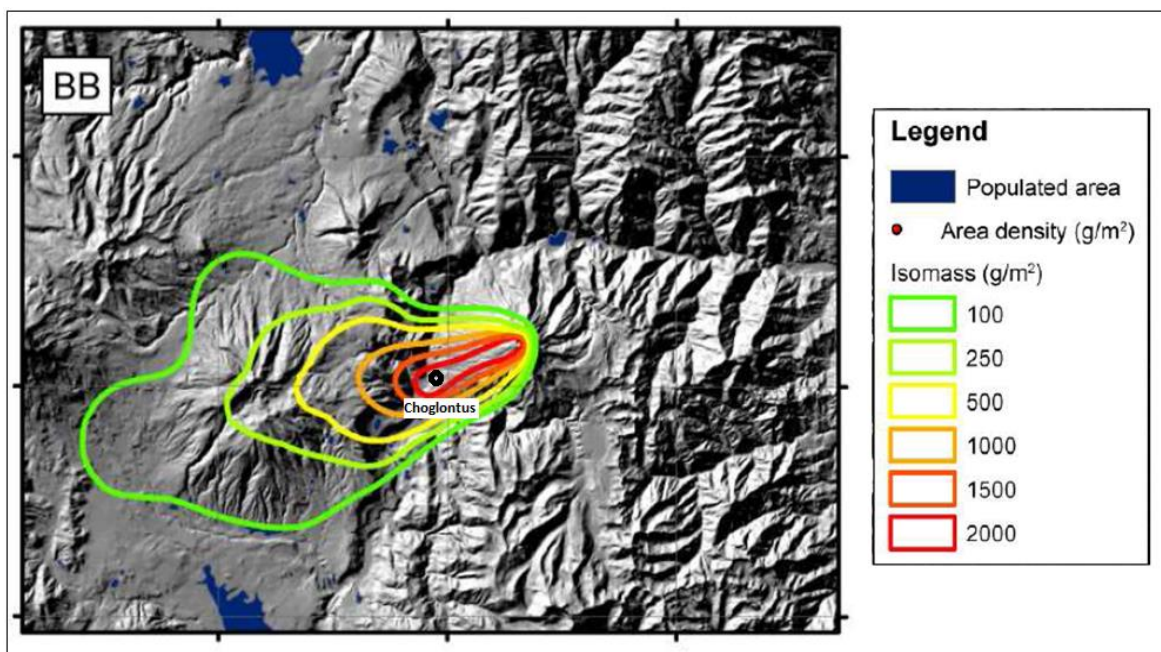 BB
Choglontus
Legend
Populated area
Area density (g/m²)
Isomass (g/m²)
100
250
500
1000
1500
2000